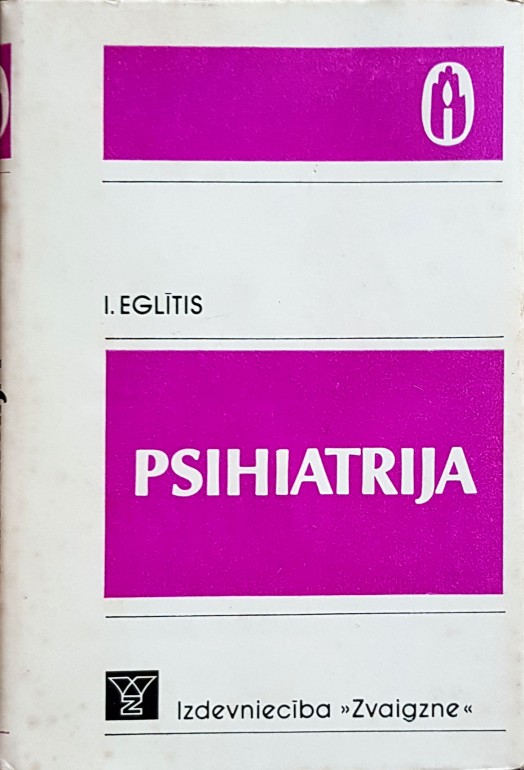 I. EGLĪTIS
PSIHIATRIJA
Izdevniecība »Zvaigzne«